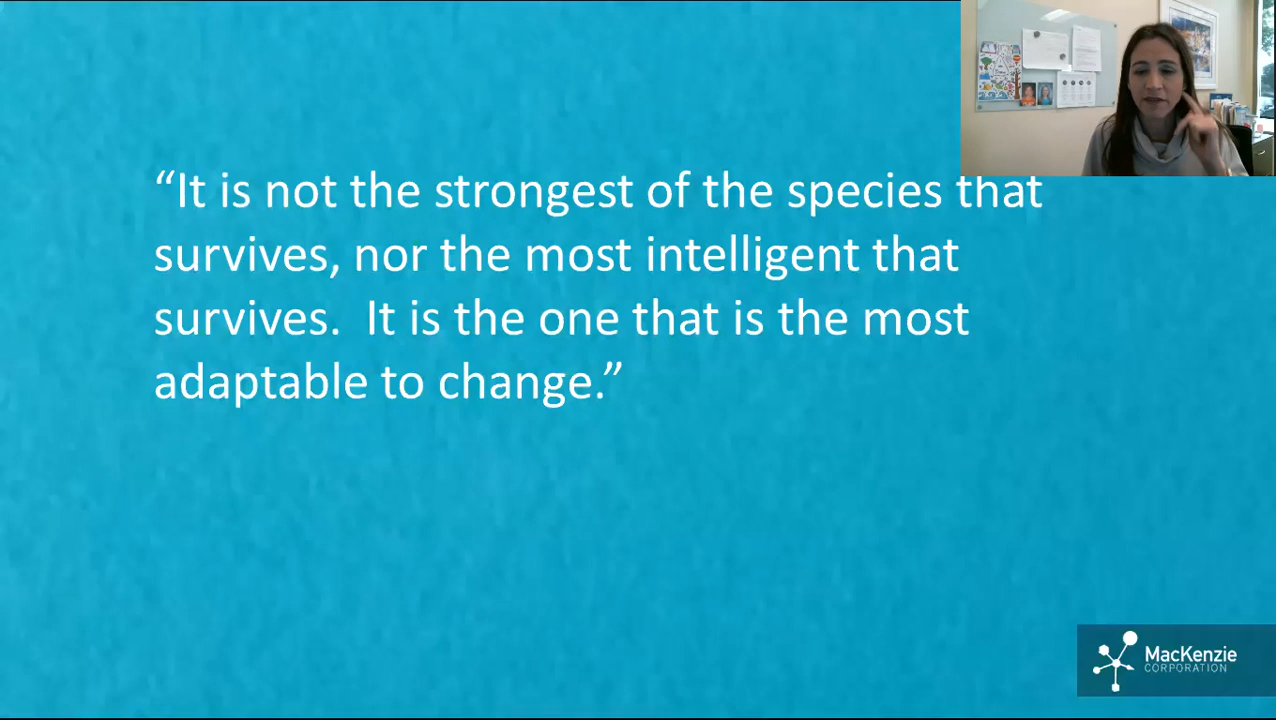 “It is not the strongest of the species that
survives, nor the most intelligent that
survives.  It is the one that is the most
adaptable to change.”
MacKenzie
CORPORATION